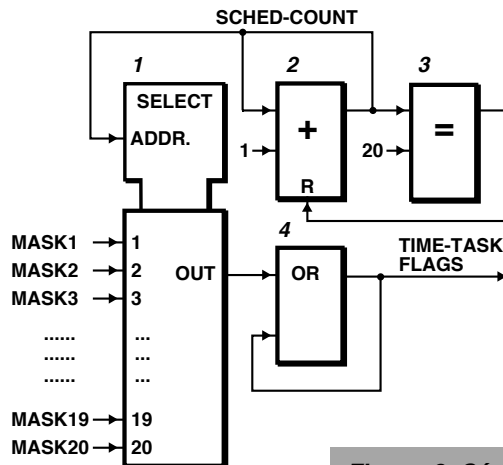 SCHED-COUNT
1
2
3
SELECT
ADDR.
+
=
1
20
R
4
MASK1
1
MASK2
2
MASK3
3
OUT
OR
TIME-TASK
FLAGS
......
...
......
...
......
...
MASK19
19
MASK20
20